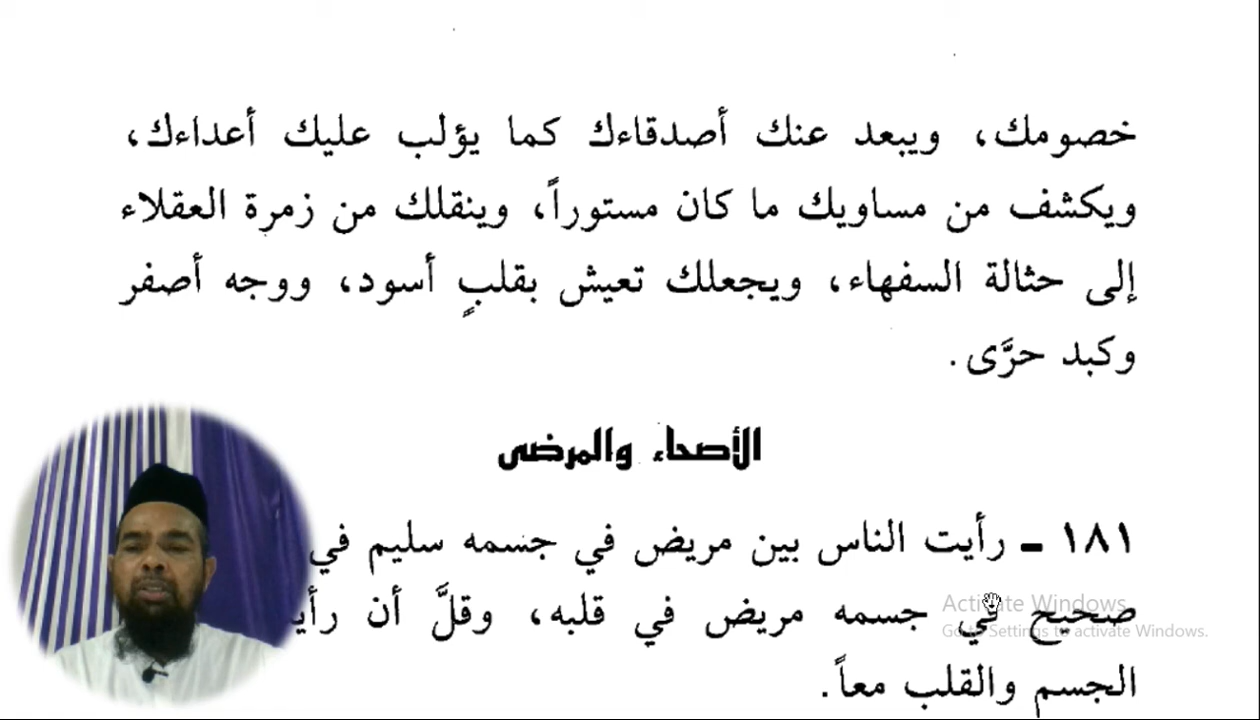 خصومك، ويبعد عنك أصدقاءك كما يؤلب عليك أعداءك،
ويكشف من مساويك ما كان مستوراً، وينقلك من زمرة العقلاء
إلى حثالة السفهاء، ويجعلك تعيش بقلبٍ أسود، ووجه أصفر
وكبد حرَّى.
الأصحاء والمرضى
١٨١ ـ رأيت الناس بين مريض في جسمه سليم في
صحيح في جسمه مريض في قلبه، وقلَّ أن
الجسم والقلب معاً.
Activate Windows
Go to Settings to activate Windows.